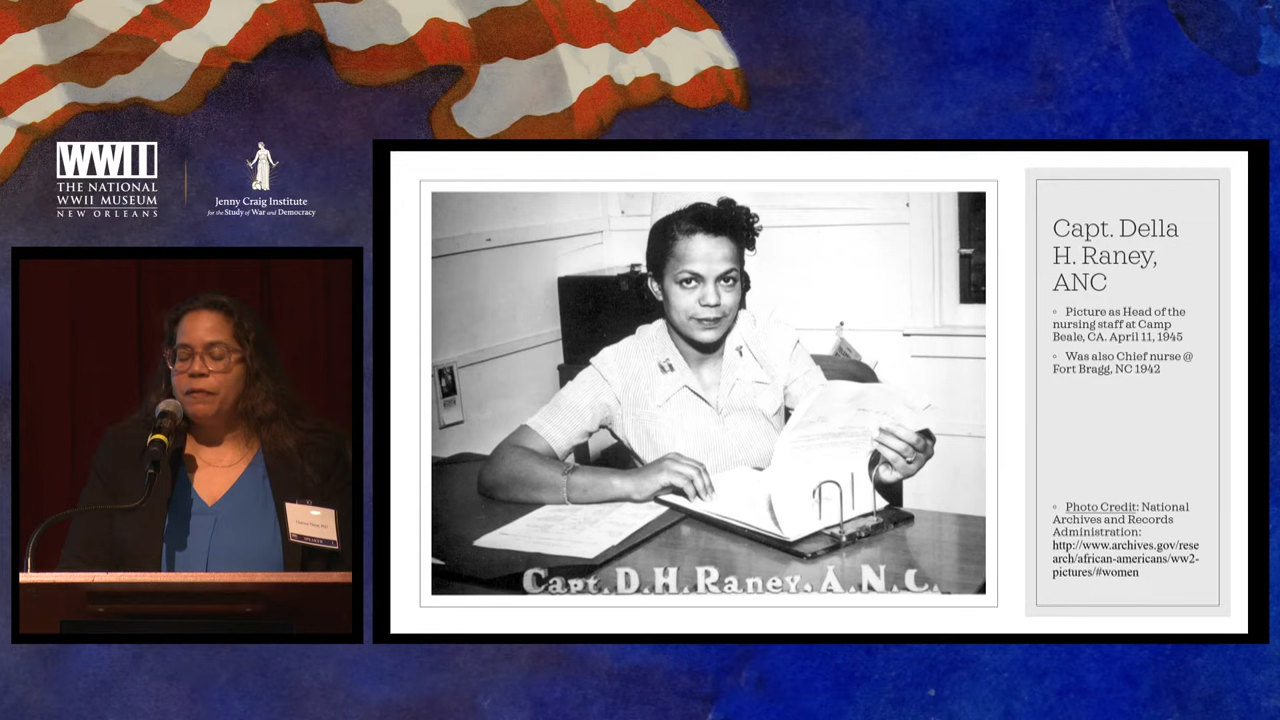 WWII
THE NATIONAL
WWII MUSEUM
NEW ORLEANS
Jenny Craig Institute
for the Study of War and Democracy
SPEAKER
Capt. D.H.Raney, A.N.C.
Capt. Della
H. Raney,
ANC
Picture as Head of the
nursing staff at Camp
Beale, CA. April 11, 1945
Was also Chief nurse @
Fort Bragg, NC 1942
Photo Credit: National
Archives and Records
Administration:
http://www.archives.gov/rese
arch/african-americans/ww2-
pictures/#women